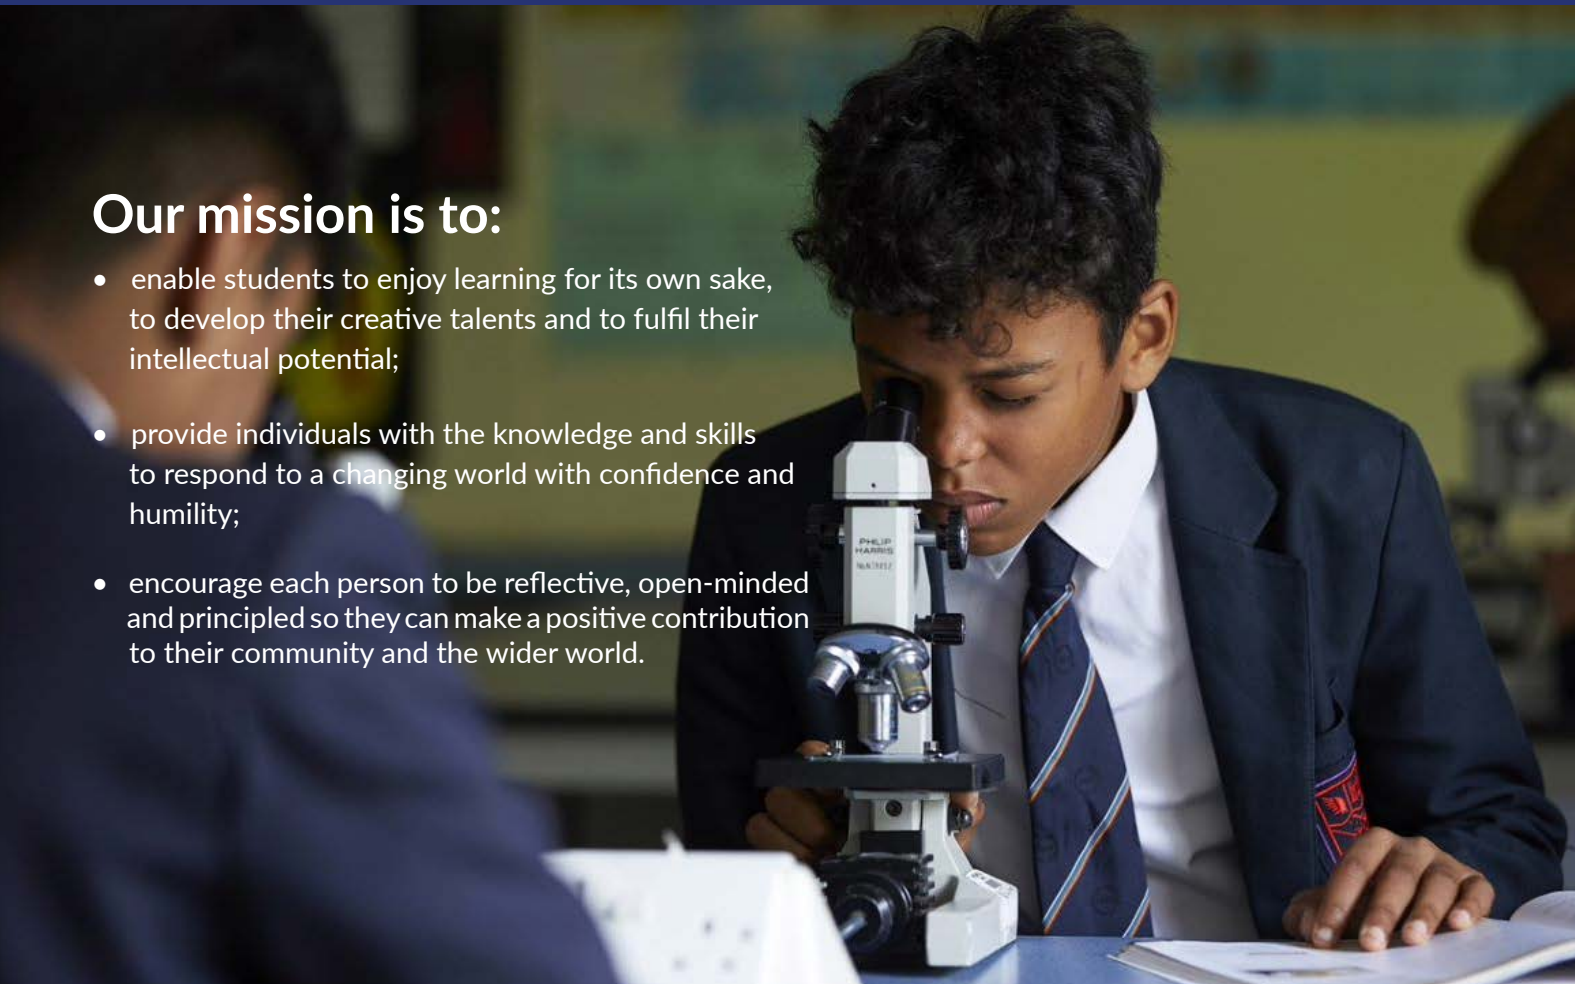 Our mission is to:
• enable students to enjoy learning for its own sake,
to develop their creative talents and to fulfil their
intellectual potential;
• provide individuals with the knowledge and skills
to respond to a changing world with confidence and
humility;
• encourage each person to be reflective, open-minded
and principled so they can make a positive contribution
to their community and the wider world.
PHILIP
HARRIS